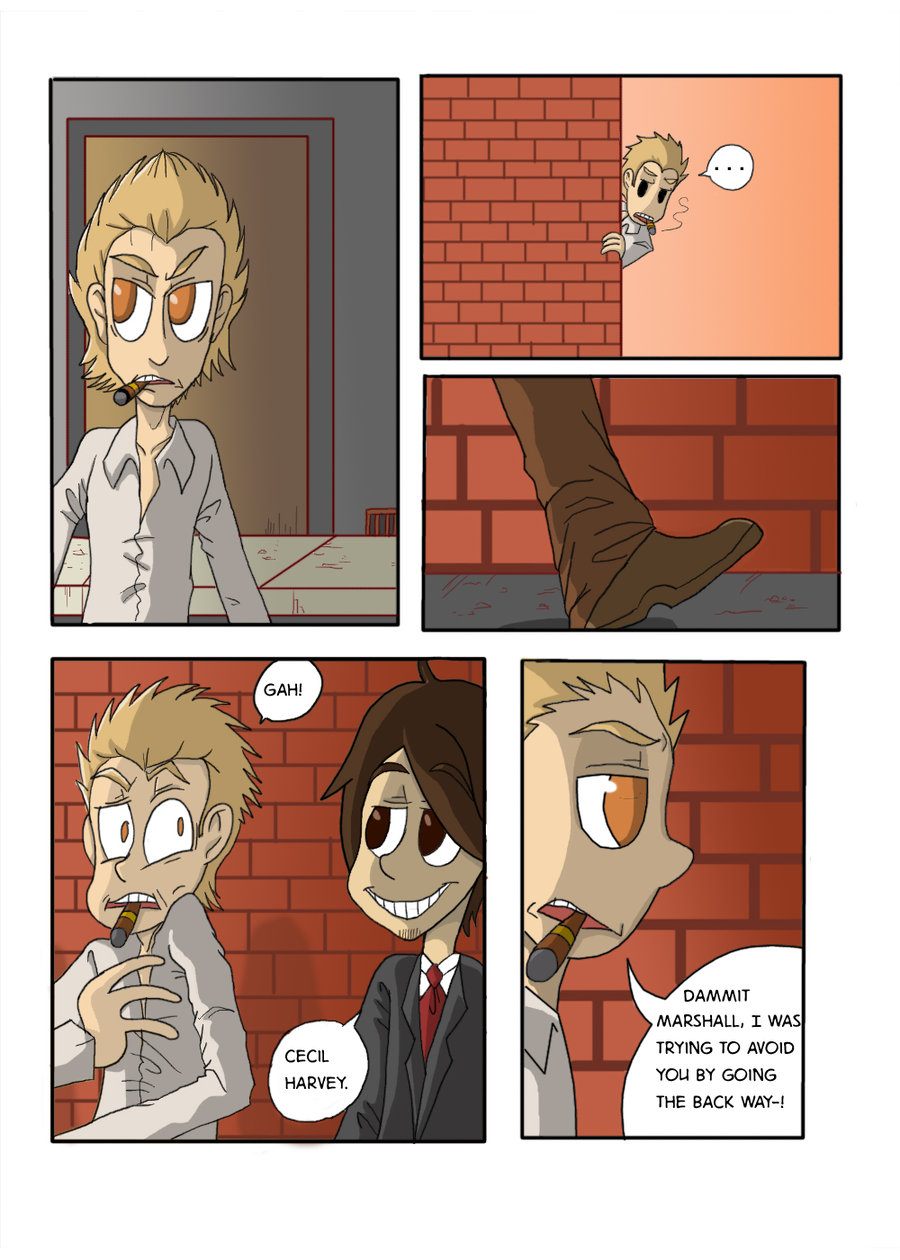 ...
GAH!
CECIL
HARVEY.
DAMMIT
MARSHALL, I WAS
TRYING TO AVOID
YOU BY GOING
THE BACK WAY-!